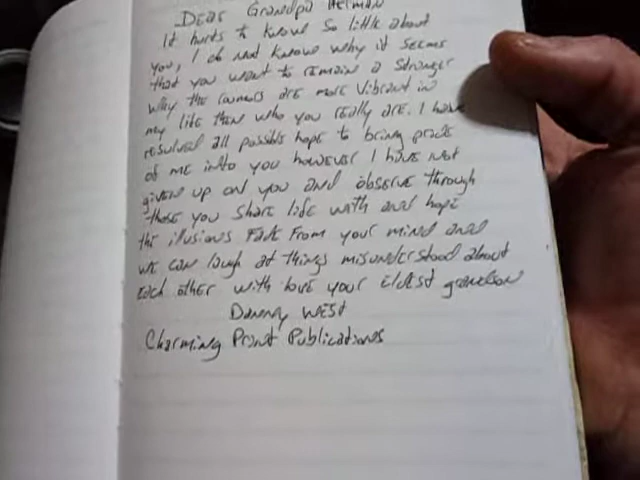 Dear Grandpa Herman
It hurts to know so little about
you, I do not know why it seems
that you want to remain a stranger
why the rumors are more vibrant in
my life then who you really are. I have
resolved all possible hope to bring peace
of me into you however I have not
given up on you and observe through
those you share life with and hope
the illusions fade from your mind and
we can laugh at things misunderstood about
each other with love your eldest grandson
Danny West
Charming Print Publications